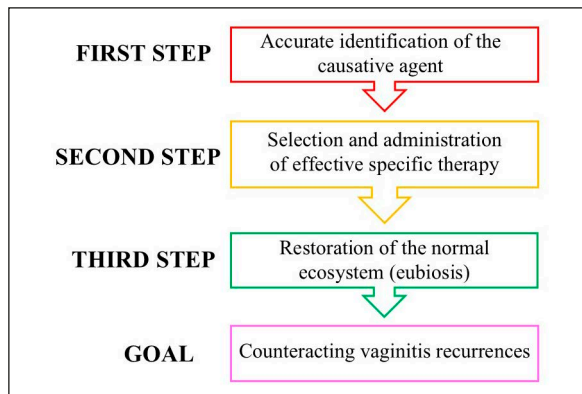 FIRST STEP
Accurate identification of the
causative agent
SECOND STEP
Selection and administration
of effective specific therapy
THIRD STEP
Restoration of the normal
ecosystem (eubiosis)
GOAL
Counteracting vaginitis recurrences